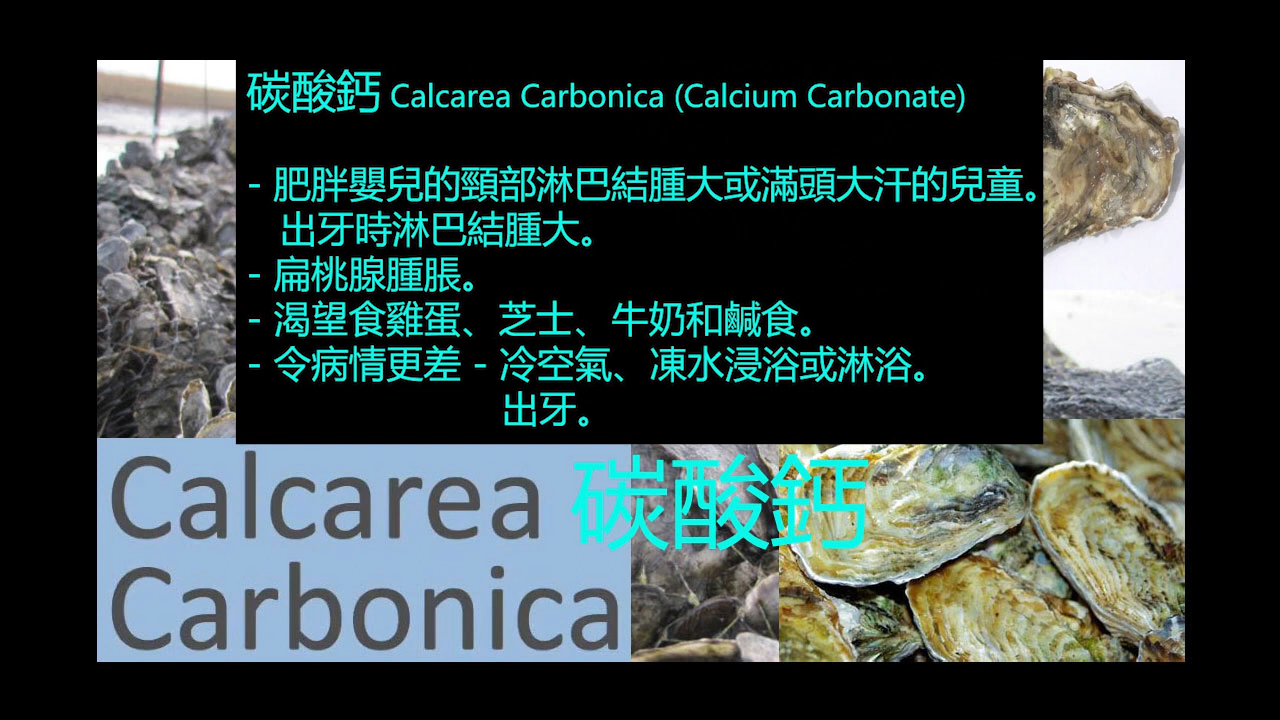 碳酸鈣 Calcarea Carbonica (Calcium Carbonate)
- 肥胖嬰兒的頸部淋巴結腫大或滿頭大汗的兒童。
出牙時淋巴結腫大。
- 扁桃腺腫脹。
- 渴望食雞蛋、芝士、牛奶和鹹食。
- 令病情更差 - 冷空氣、凍水浸浴或淋浴。
出牙。
Calcarea 碳酸鈣
Carbonica